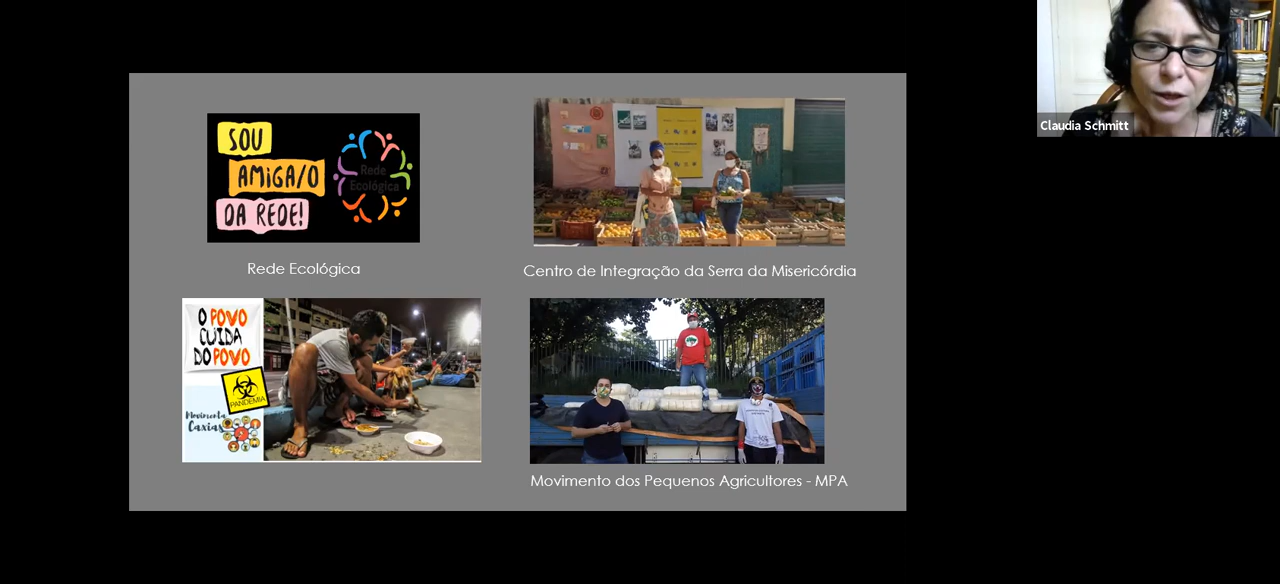 SOU
AMIGA/O
DA REDE!
Rede
Ecológica
Rede Ecológica
Centro de Integração da Serra da Misericórdia
O POVO
CUIDA
DO POVO
PANDEMIA
Movimenta
Caxias
Movimento dos Pequenos Agricultores - MPA
Claudia Schmitt